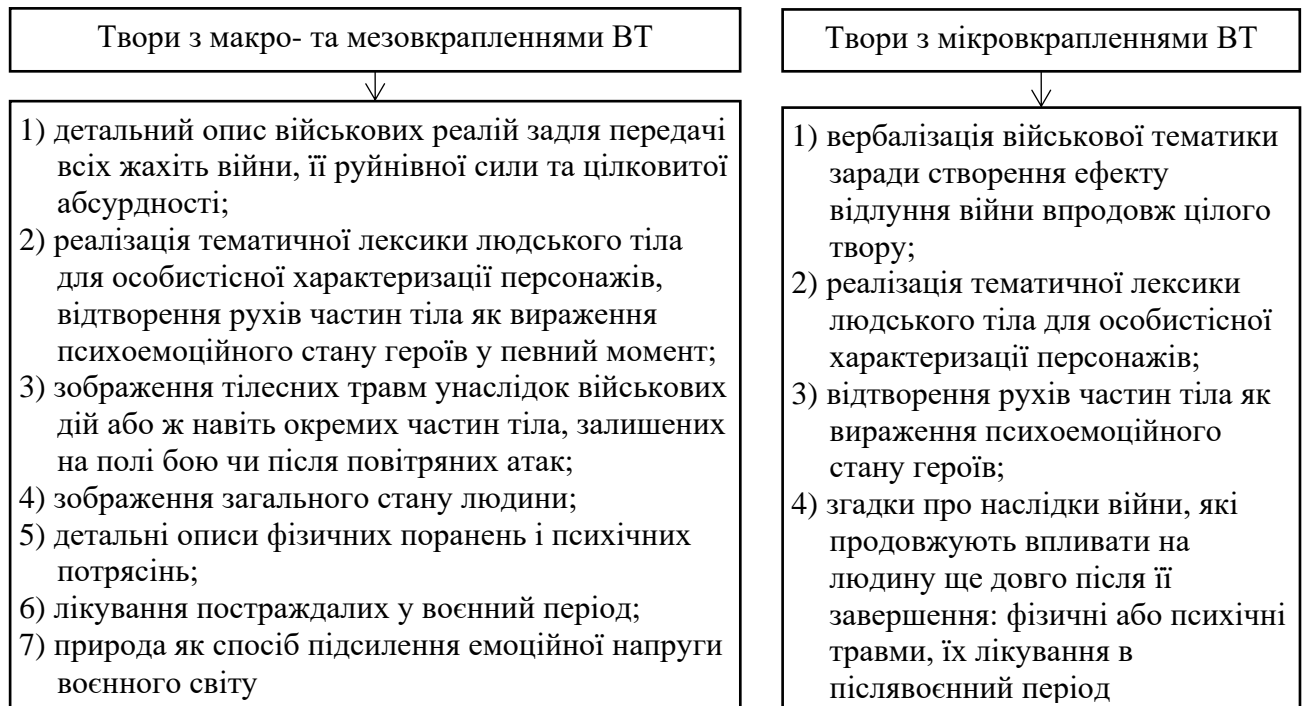 Твори з макро- та мезовкрапленнями ВТ
1) детальний опис військових реалій задля передачі
всіх жахіть війни, її руйнівної сили та цілковитої
абсурдності;
2) реалізація тематичної лексики людського тіла
для особистісної характеризації персонажів,
відтворення рухів частин тіла як вираження
психоемоційного стану героїв у певний момент;
3) зображення тілесних травм унаслідок військових
дій або ж навіть окремих частин тіла, залишених
на полі бою чи після повітряних атак;
4) зображення загального стану людини;
5) детальні описи фізичних поранень і психічних
потрясінь;
6) лікування постраждалих у воєнний період;
7) природа як спосіб підсилення емоційної напруги
воєнного світу
Твори з мікровкрапленнями ВТ
1) вербалізація військової тематики
заради створення ефекту
відлуння війни впродовж цілого
твору;
2) реалізація тематичної лексики
людського тіла для особистісної
характеризації персонажів;
3) відтворення рухів частин тіла як
вираження психоемоційного
стану героїв;
4) згадки про наслідки війни, які
продовжують впливати на
людину ще довго після її
завершення: фізичні або психічні
травми, їх лікування в
післявоєнний період